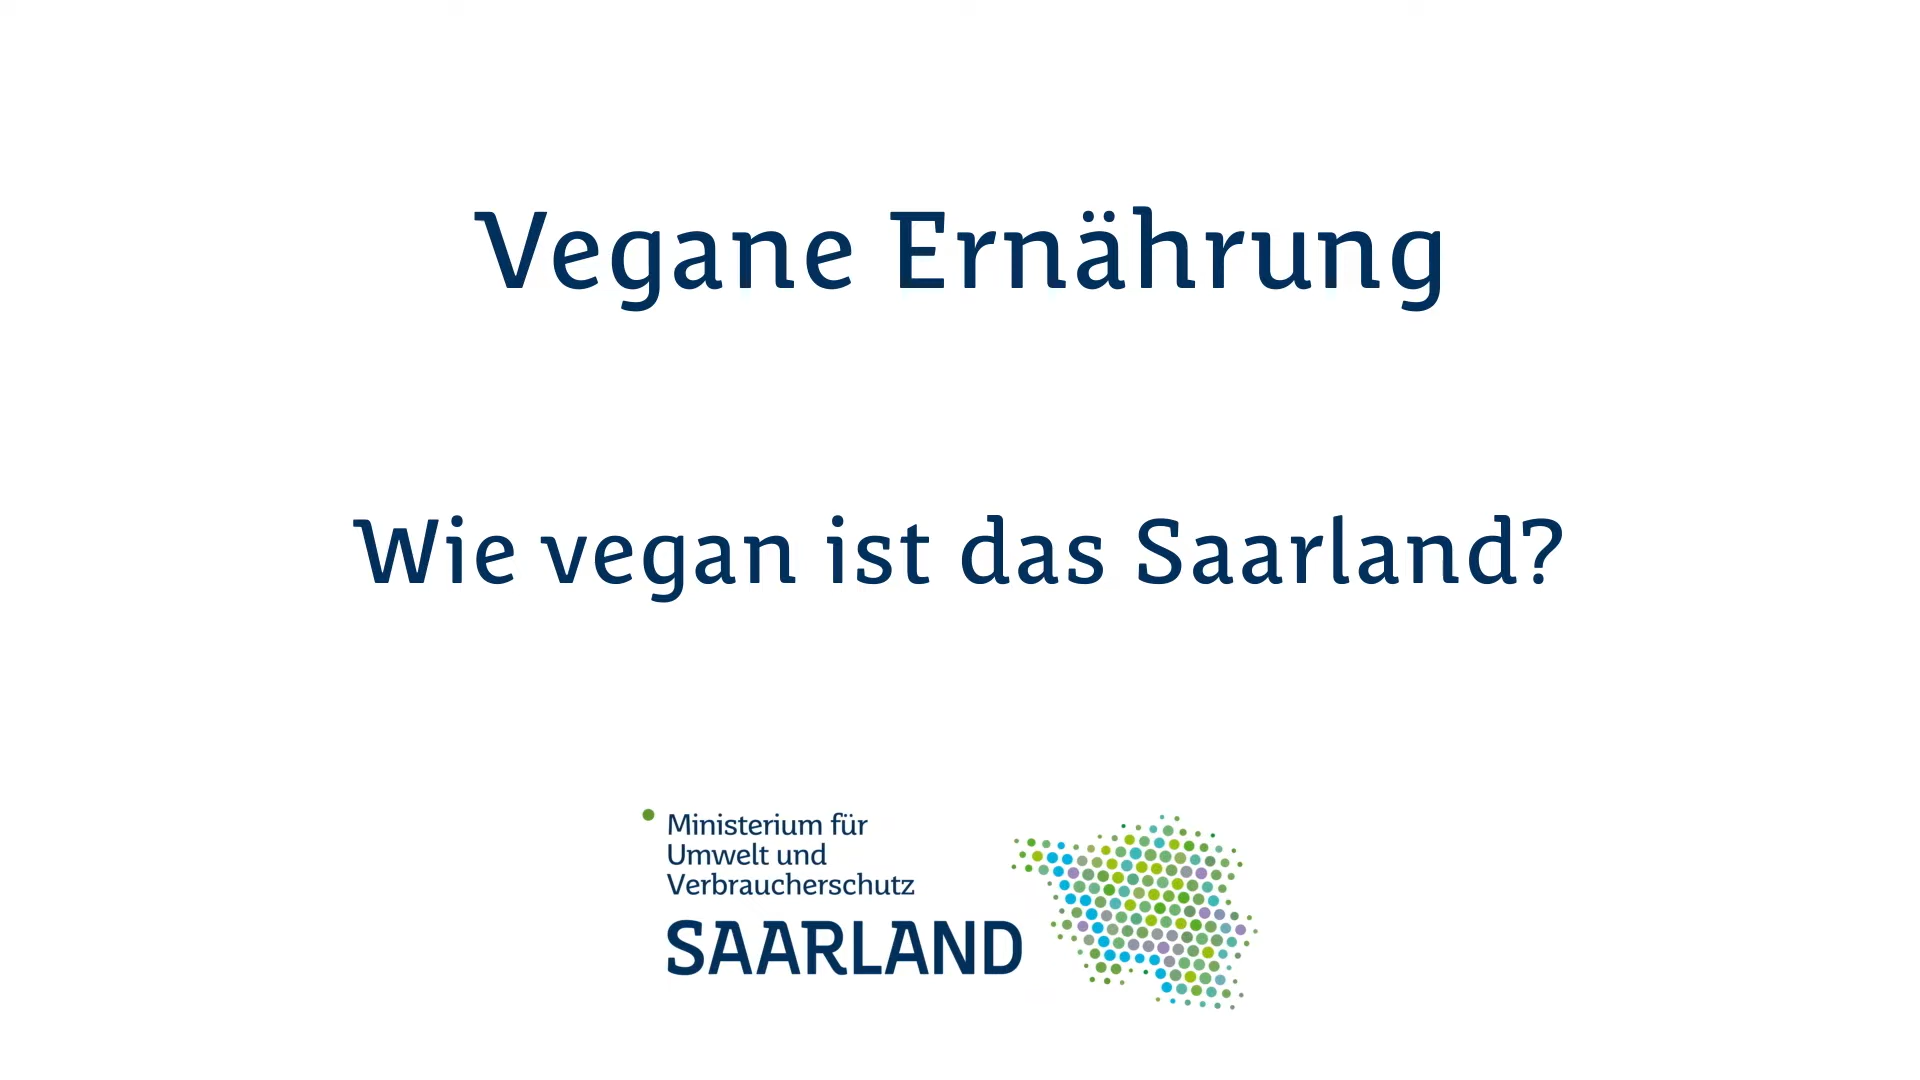 Vegane Ernährung
Wie vegan ist das Saarland?
Ministerium für
Umwelt und
Verbraucherschutz
SAARLAND